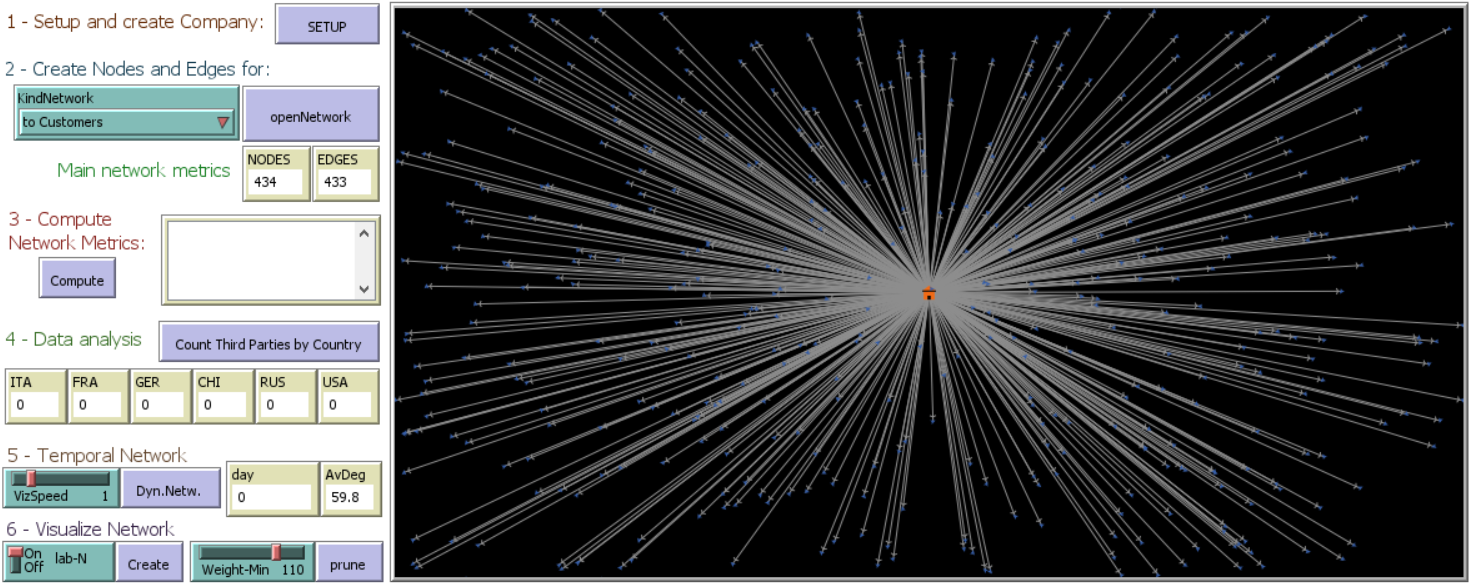 1 - Setup and create Company:
SETUP
2 - Create Nodes and Edges for:
KindNetwork
to Customers
openNetwork
Main network metrics
NODES
434
EDGES
433
3 - Compute
Network Metrics:
Compute
4 - Data analysis
Count Third Parties by Country
ITA
0
FRA
0
GER
0
CHI
0
RUS
0
USA
0
5 - Temporal Network
VizSpeed 1
Dyn.Netw.
day
0
AvDeg
59.8
6 - Visualize Network
On
Off
lab-N
Create
Weight-Min 110
prune